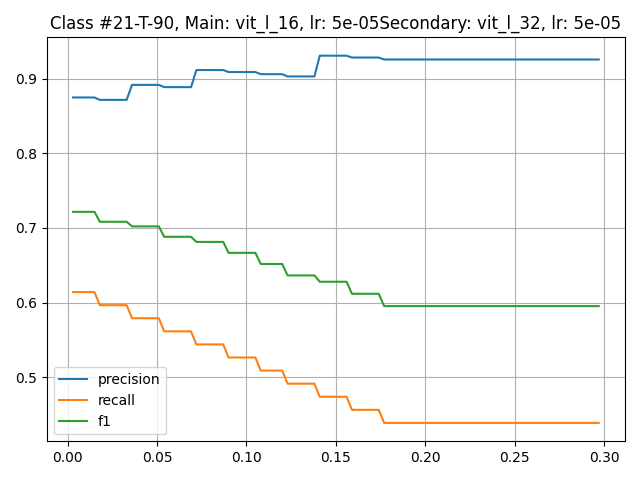 Class #21-T-90, Main: vit_l_16, lr: 5e-05Secondary: vit_l_32, lr: 5e-05
0.9
0.8
0.7
0.6
0.5
precision
recall
f1
0.00 0.05 0.10 0.15 0.20 0.25 0.30